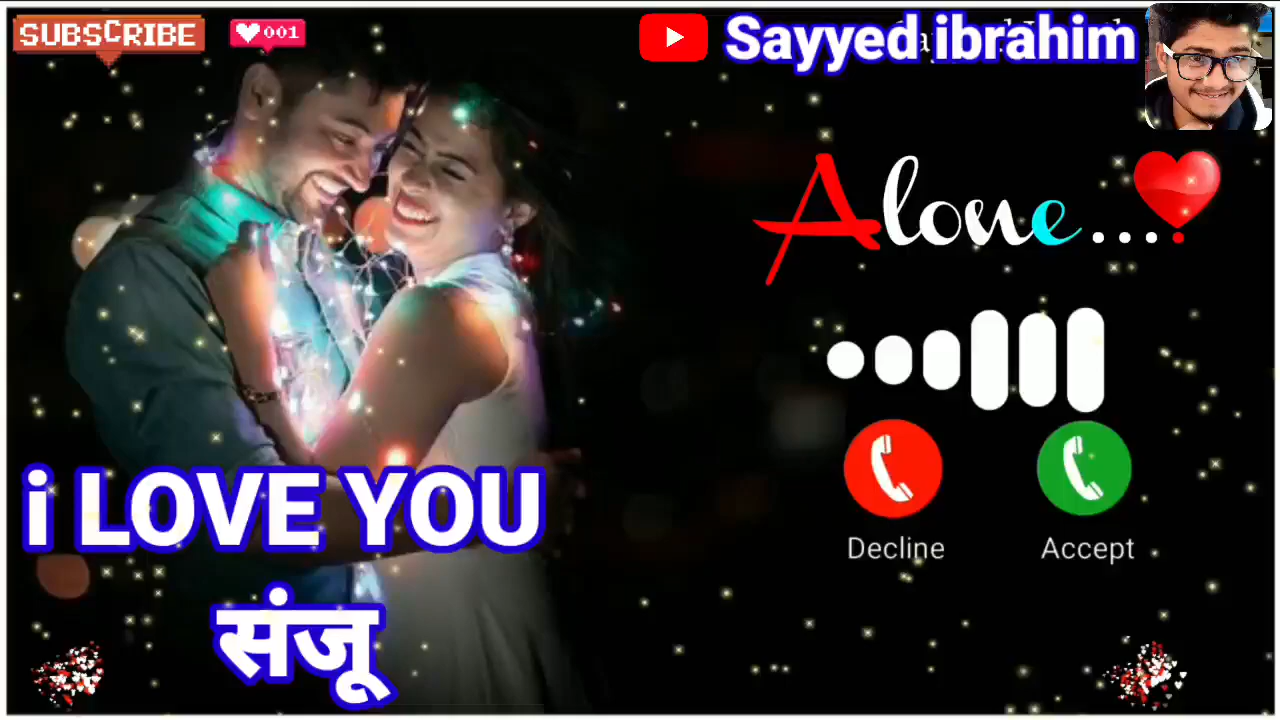 SUBSCRIBE
001
Sayyed ibrahim
Alone....
i LOVE YOU
संजू
Decline
Accept